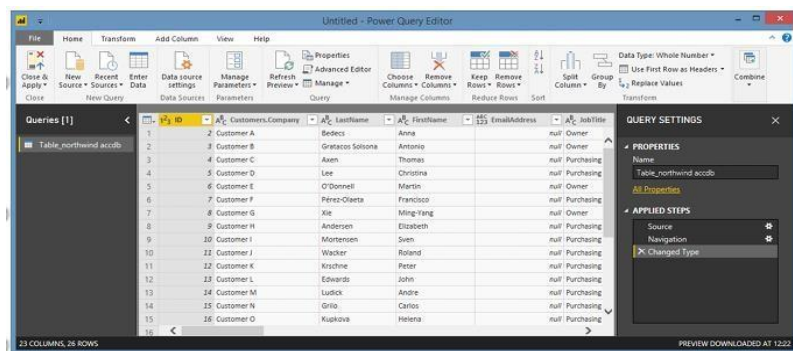 Untitled - Power Query Editor
File Home Transform Add Column View Help
Close & Apply New Source Recent Sources Enter Data Data source settings Manage Parameters Refresh Preview Properties Advanced Editor Manage Choose Columns Remove Columns Keep Rows Remove Rows Split Column Group By Data Type: Whole Number Use First Row as Headers Replace Values Combine
Close New Query Data Sources Parameters Query Manage Columns Reduce Rows Sort Transform
Queries [1]
Table_northwind accdb
ID Customers.Company LastName FirstName EmailAddress JobTitle
1 2 Customer A Bedecs Anna null Owner
2 3 Customer B Gratacos Solsona Antonio null Owner
3 4 Customer C Axen Thomas null Purchasing
4 5 Customer D Lee Christina null Purchasing
5 6 Customer E O'Donnell Martin null Owner
6 7 Customer F Pérez-Olaeta Francisco null Purchasing
7 8 Customer G Xie Ming-Yang null Owner
8 9 Customer H Andersen Elizabeth null Purchasing
9 10 Customer I Mortensen Sven null Purchasing
10 11 Customer J Wacker Roland null Purchasing
11 12 Customer K Krschne Peter null Purchasing
12 13 Customer L Edwards John null Purchasing
13 14 Customer M Ludick Andre null Purchasing
14 15 Customer N Grilo Carlos null Purchasing
15 16 Customer O Kupkova Helena null Purchasing
16
QUERY SETTINGS
PROPERTIES
Name
Table_northwind accdb
All Properties
APPLIED STEPS
Source
Navigation
Changed Type
23 COLUMNS, 26 ROWS
PREVIEW DOWNLOADED AT 12:22